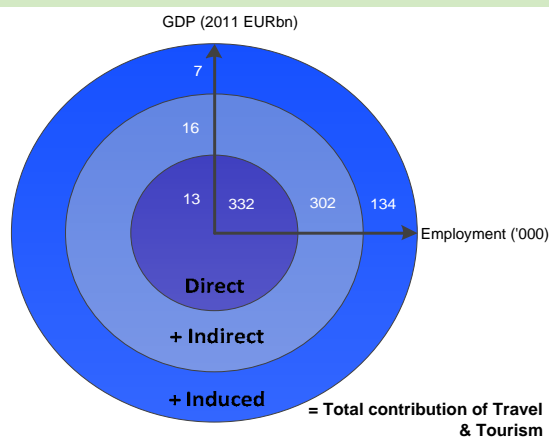 GDP (2011 EURbn)
7
16
13 332 302 134
Employment ('000)
Direct
+ Indirect
+ Induced
= Total contribution of Travel
& Tourism